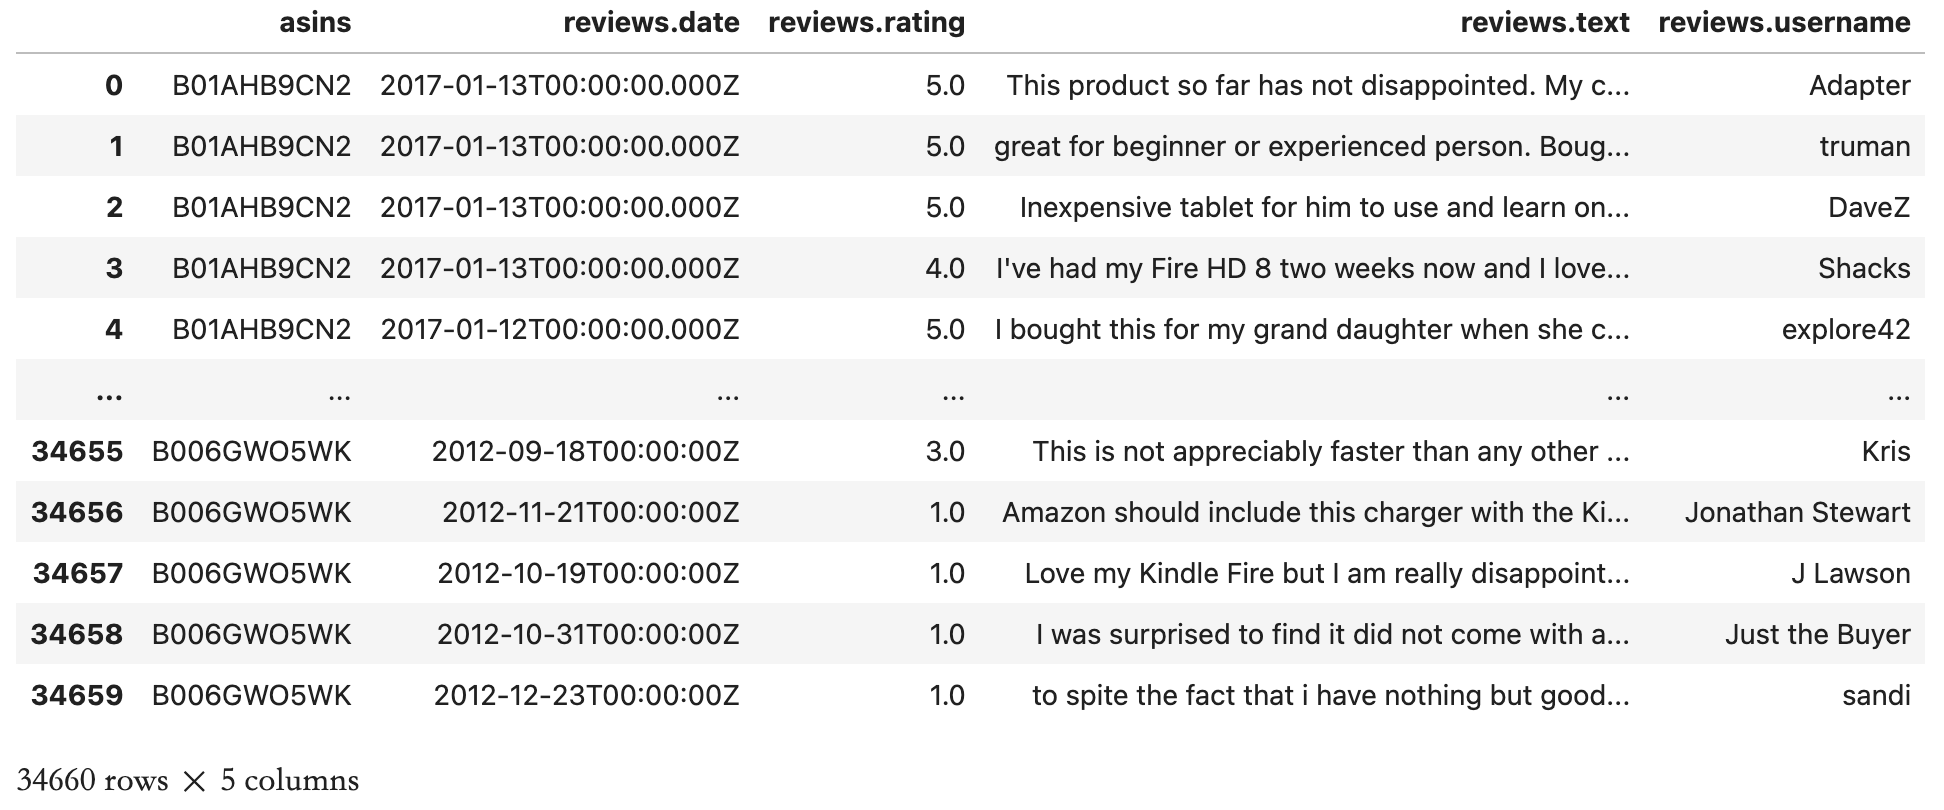 asins reviews.date reviews.rating reviews.text reviews.username
0 B01AHB9CN2 2017-01-13T00:00:00.000Z 5.0 This product so far has not disappointed. My c... Adapter
1 B01AHB9CN2 2017-01-13T00:00:00.000Z 5.0 great for beginner or experienced person. Boug... truman
2 B01AHB9CN2 2017-01-13T00:00:00.000Z 5.0 Inexpensive tablet for him to use and learn on... DaveZ
3 B01AHB9CN2 2017-01-13T00:00:00.000Z 4.0 I've had my Fire HD 8 two weeks now and I love... Shacks
4 B01AHB9CN2 2017-01-12T00:00:00.000Z 5.0 I bought this for my grand daughter when she c... explore42
... ... ... ... ... ...
34655 B006GWO5WK 2012-09-18T00:00:00Z 3.0 This is not appreciably faster than any other ... Kris
34656 B006GWO5WK 2012-11-21T00:00:00Z 1.0 Amazon should include this charger with the Ki... Jonathan Stewart
34657 B006GWO5WK 2012-10-19T00:00:00Z 1.0 Love my Kindle Fire but I am really disappoint... J Lawson
34658 B006GWO5WK 2012-10-31T00:00:00Z 1.0 I was surprised to find it did not come with a... Just the Buyer
34659 B006GWO5WK 2012-12-23T00:00:00Z 1.0 to spite the fact that i have nothing but good... sandi
34660 rows × 5 columns